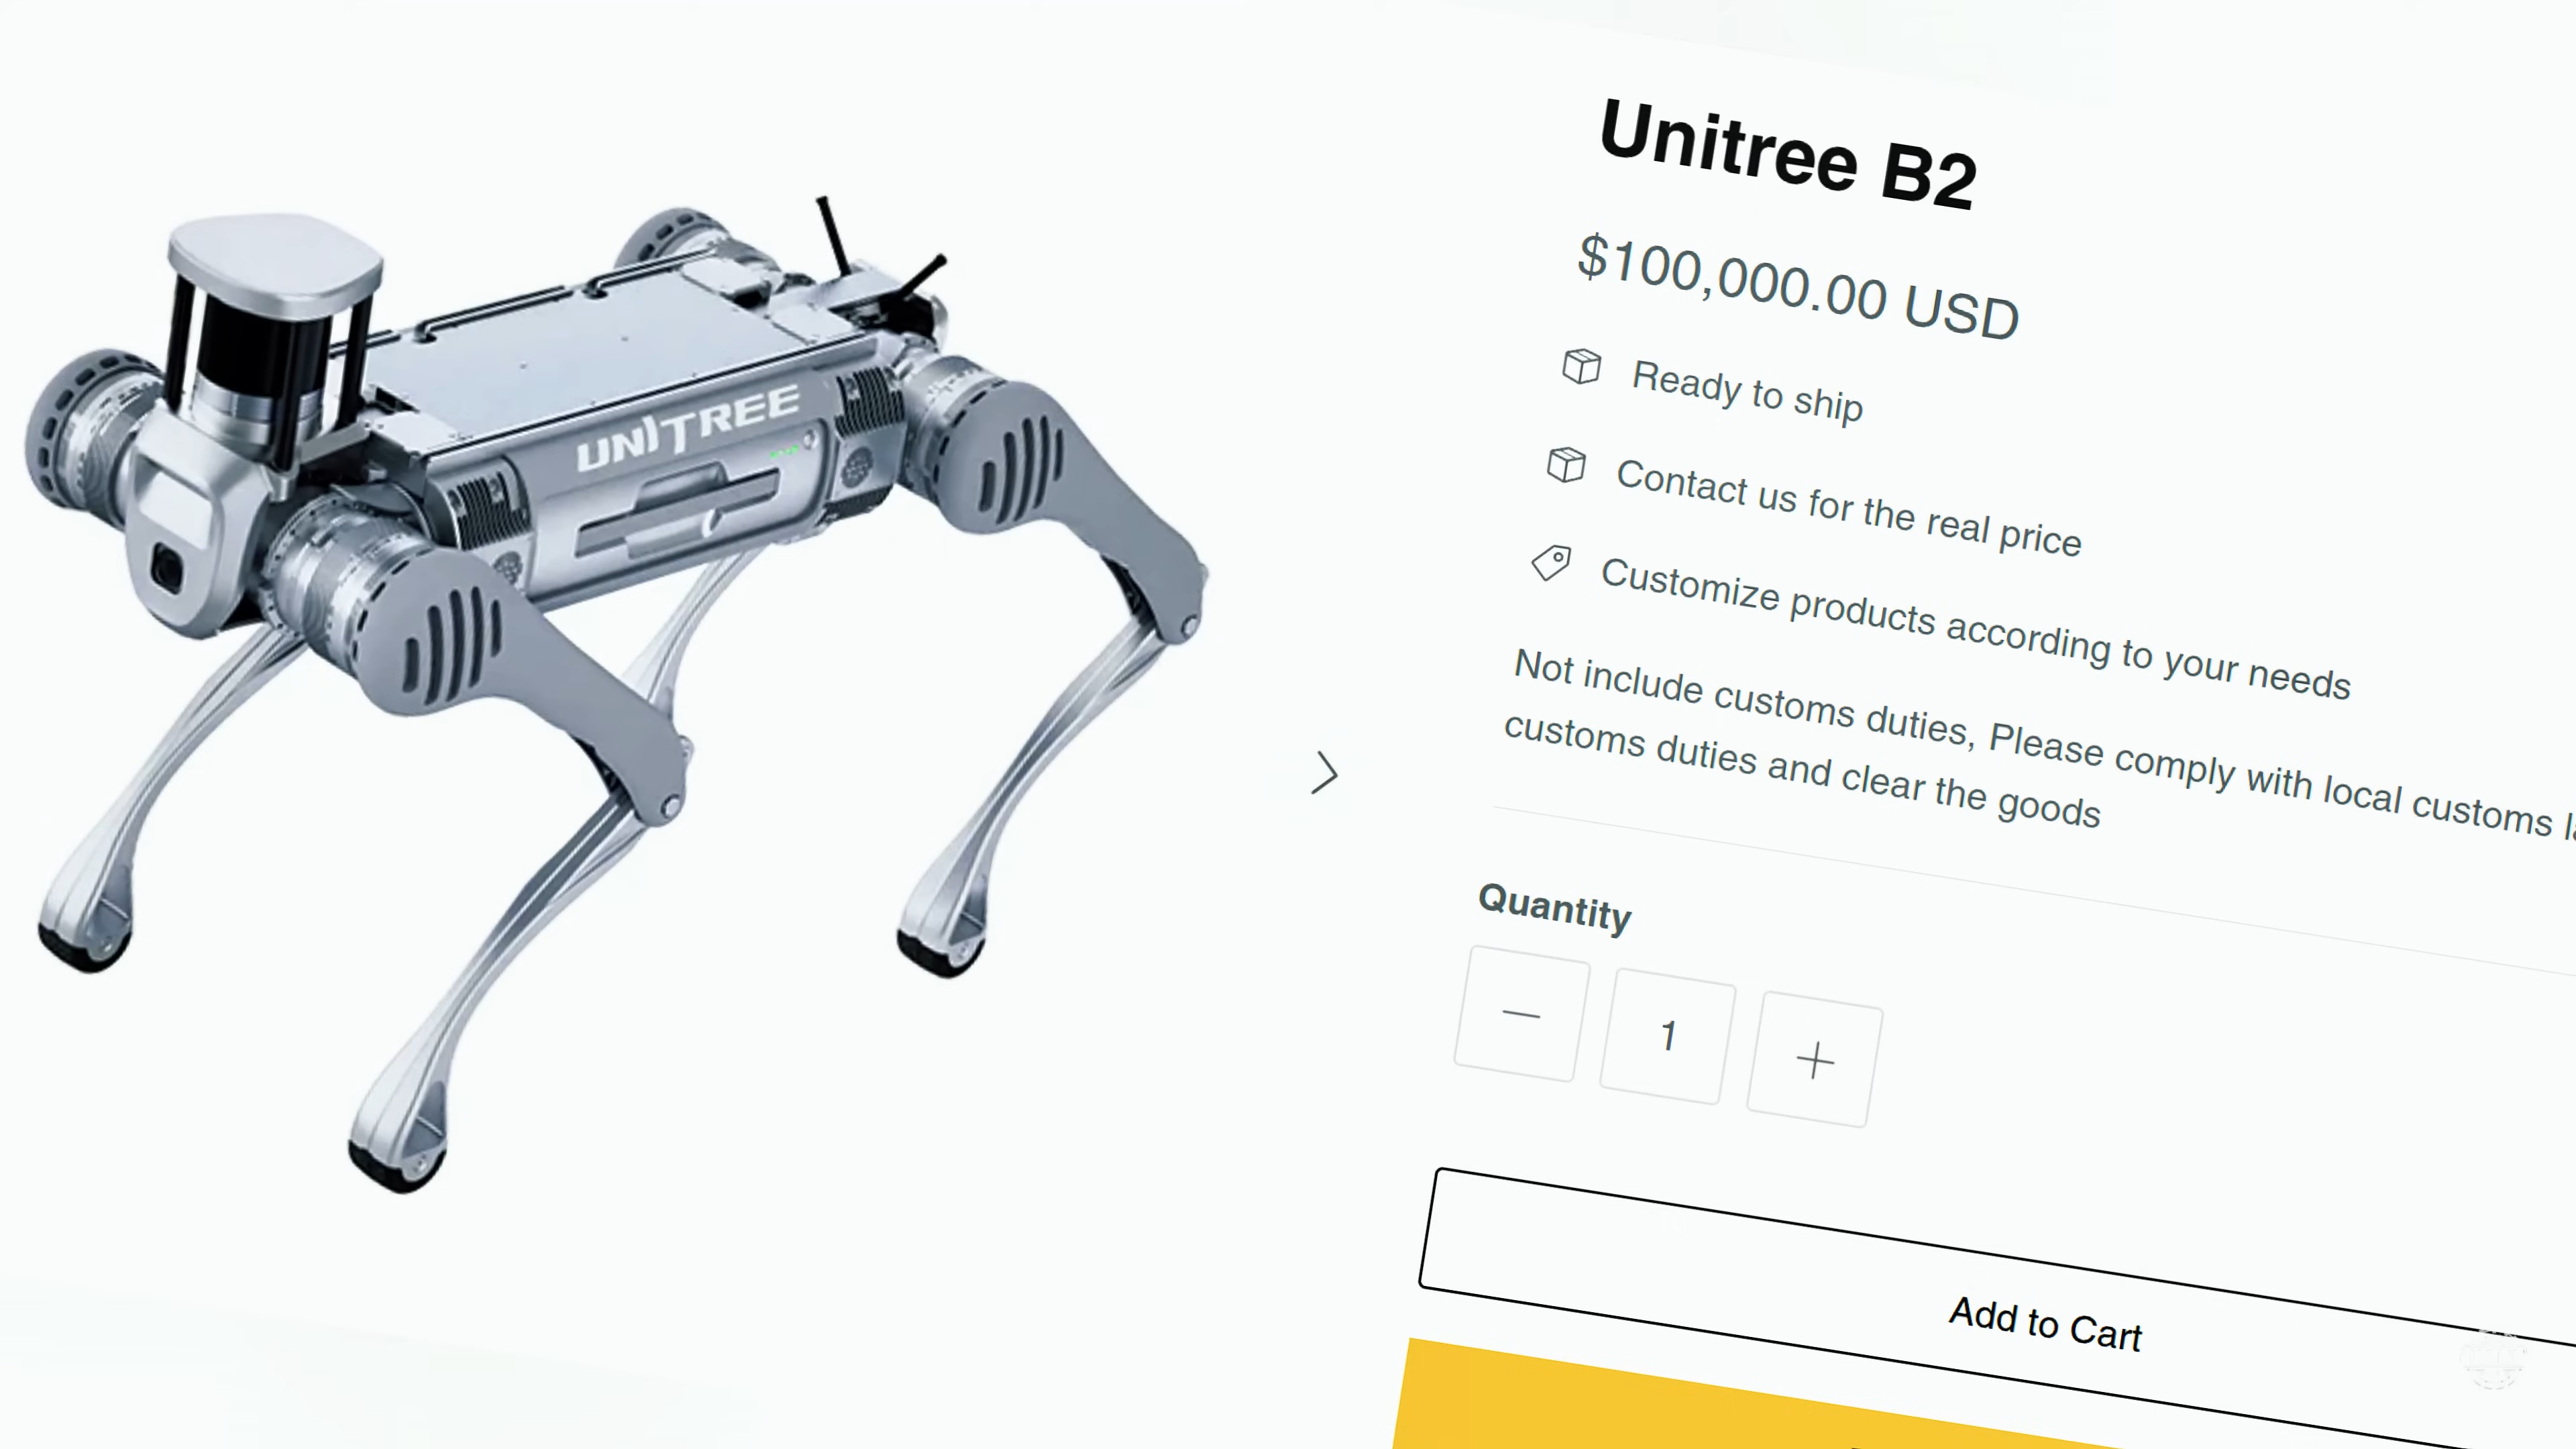 UNITREE
Unitree B2
$100,000.00 USD
Ready to ship
Contact us for the real price
Customize products according to your needs
Not include customs duties, Please comply with local customs
customs duties and clear the goods
Quantity
1
Add to Cart